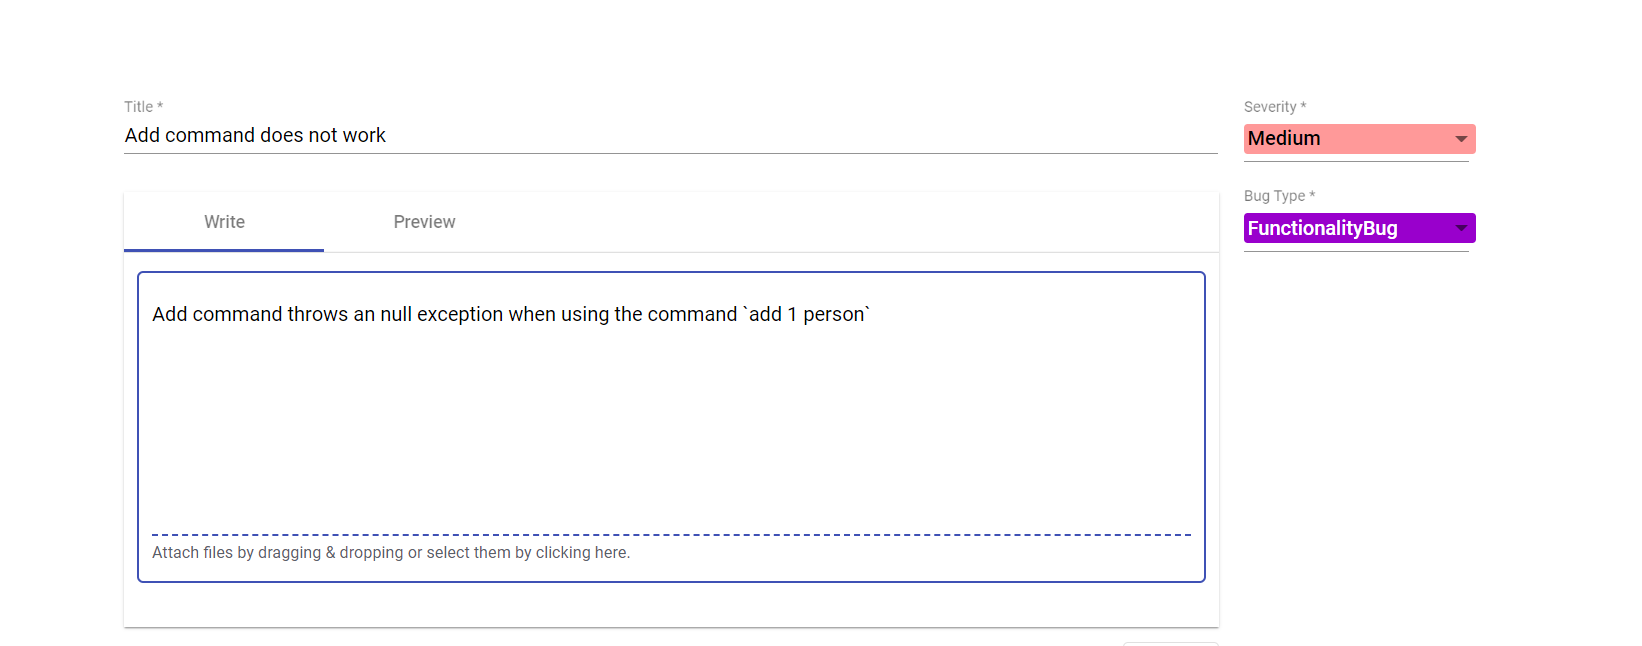 Title *
Add command does not work
Severity *
Medium
Bug Type *
FunctionalityBug
Write
Preview
Add command throws an null exception when using the command `add 1 person`
Attach files by dragging & dropping or select them by clicking here.